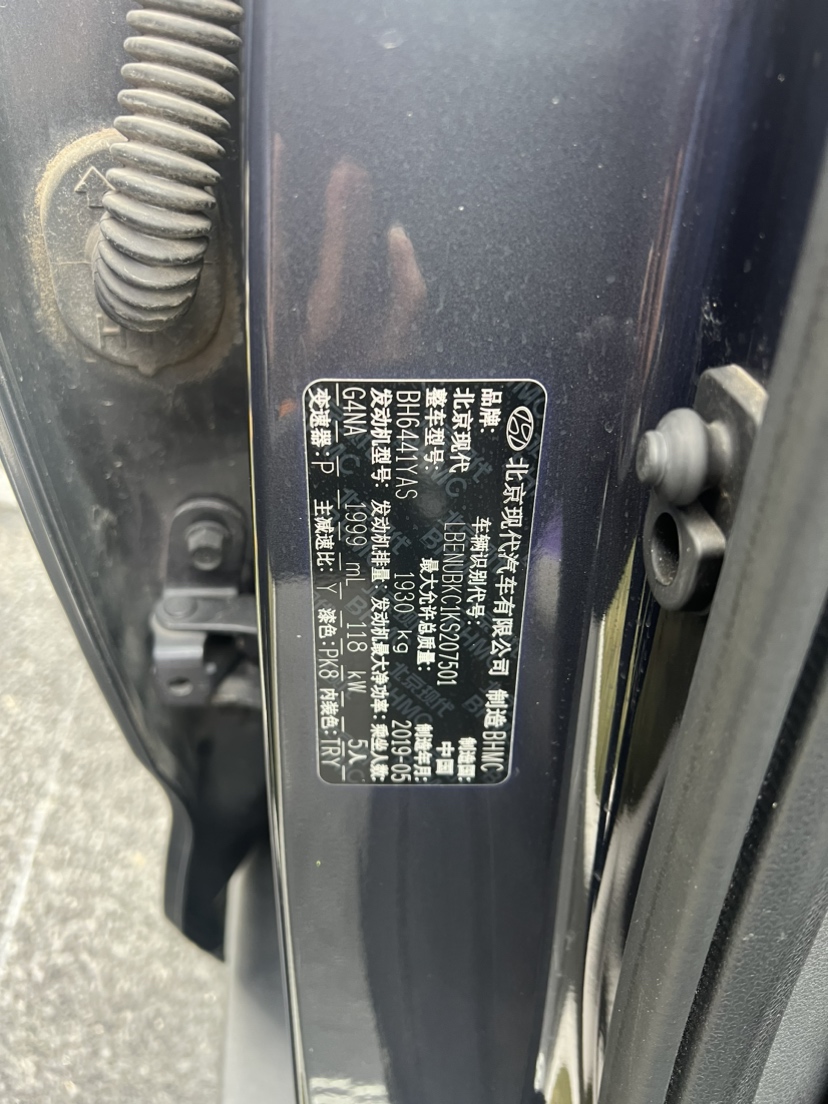 北京现代汽车有限公司 制造 BHMC
品牌: 车辆识别代号: 制造国:
北京现代 LBENUBKC1KS207501 中国
整车型号: 最大允许总质量: 制造年月:
BH6441YAS 1930 kg 2019-05
发动机型号: 发动机排量: 发动机最大净功率: 乘坐人数:
G4NA 1999 mL 118 kW 5人
变速器: P 主减速比: Y 漆色: PK8 内装色: TRY